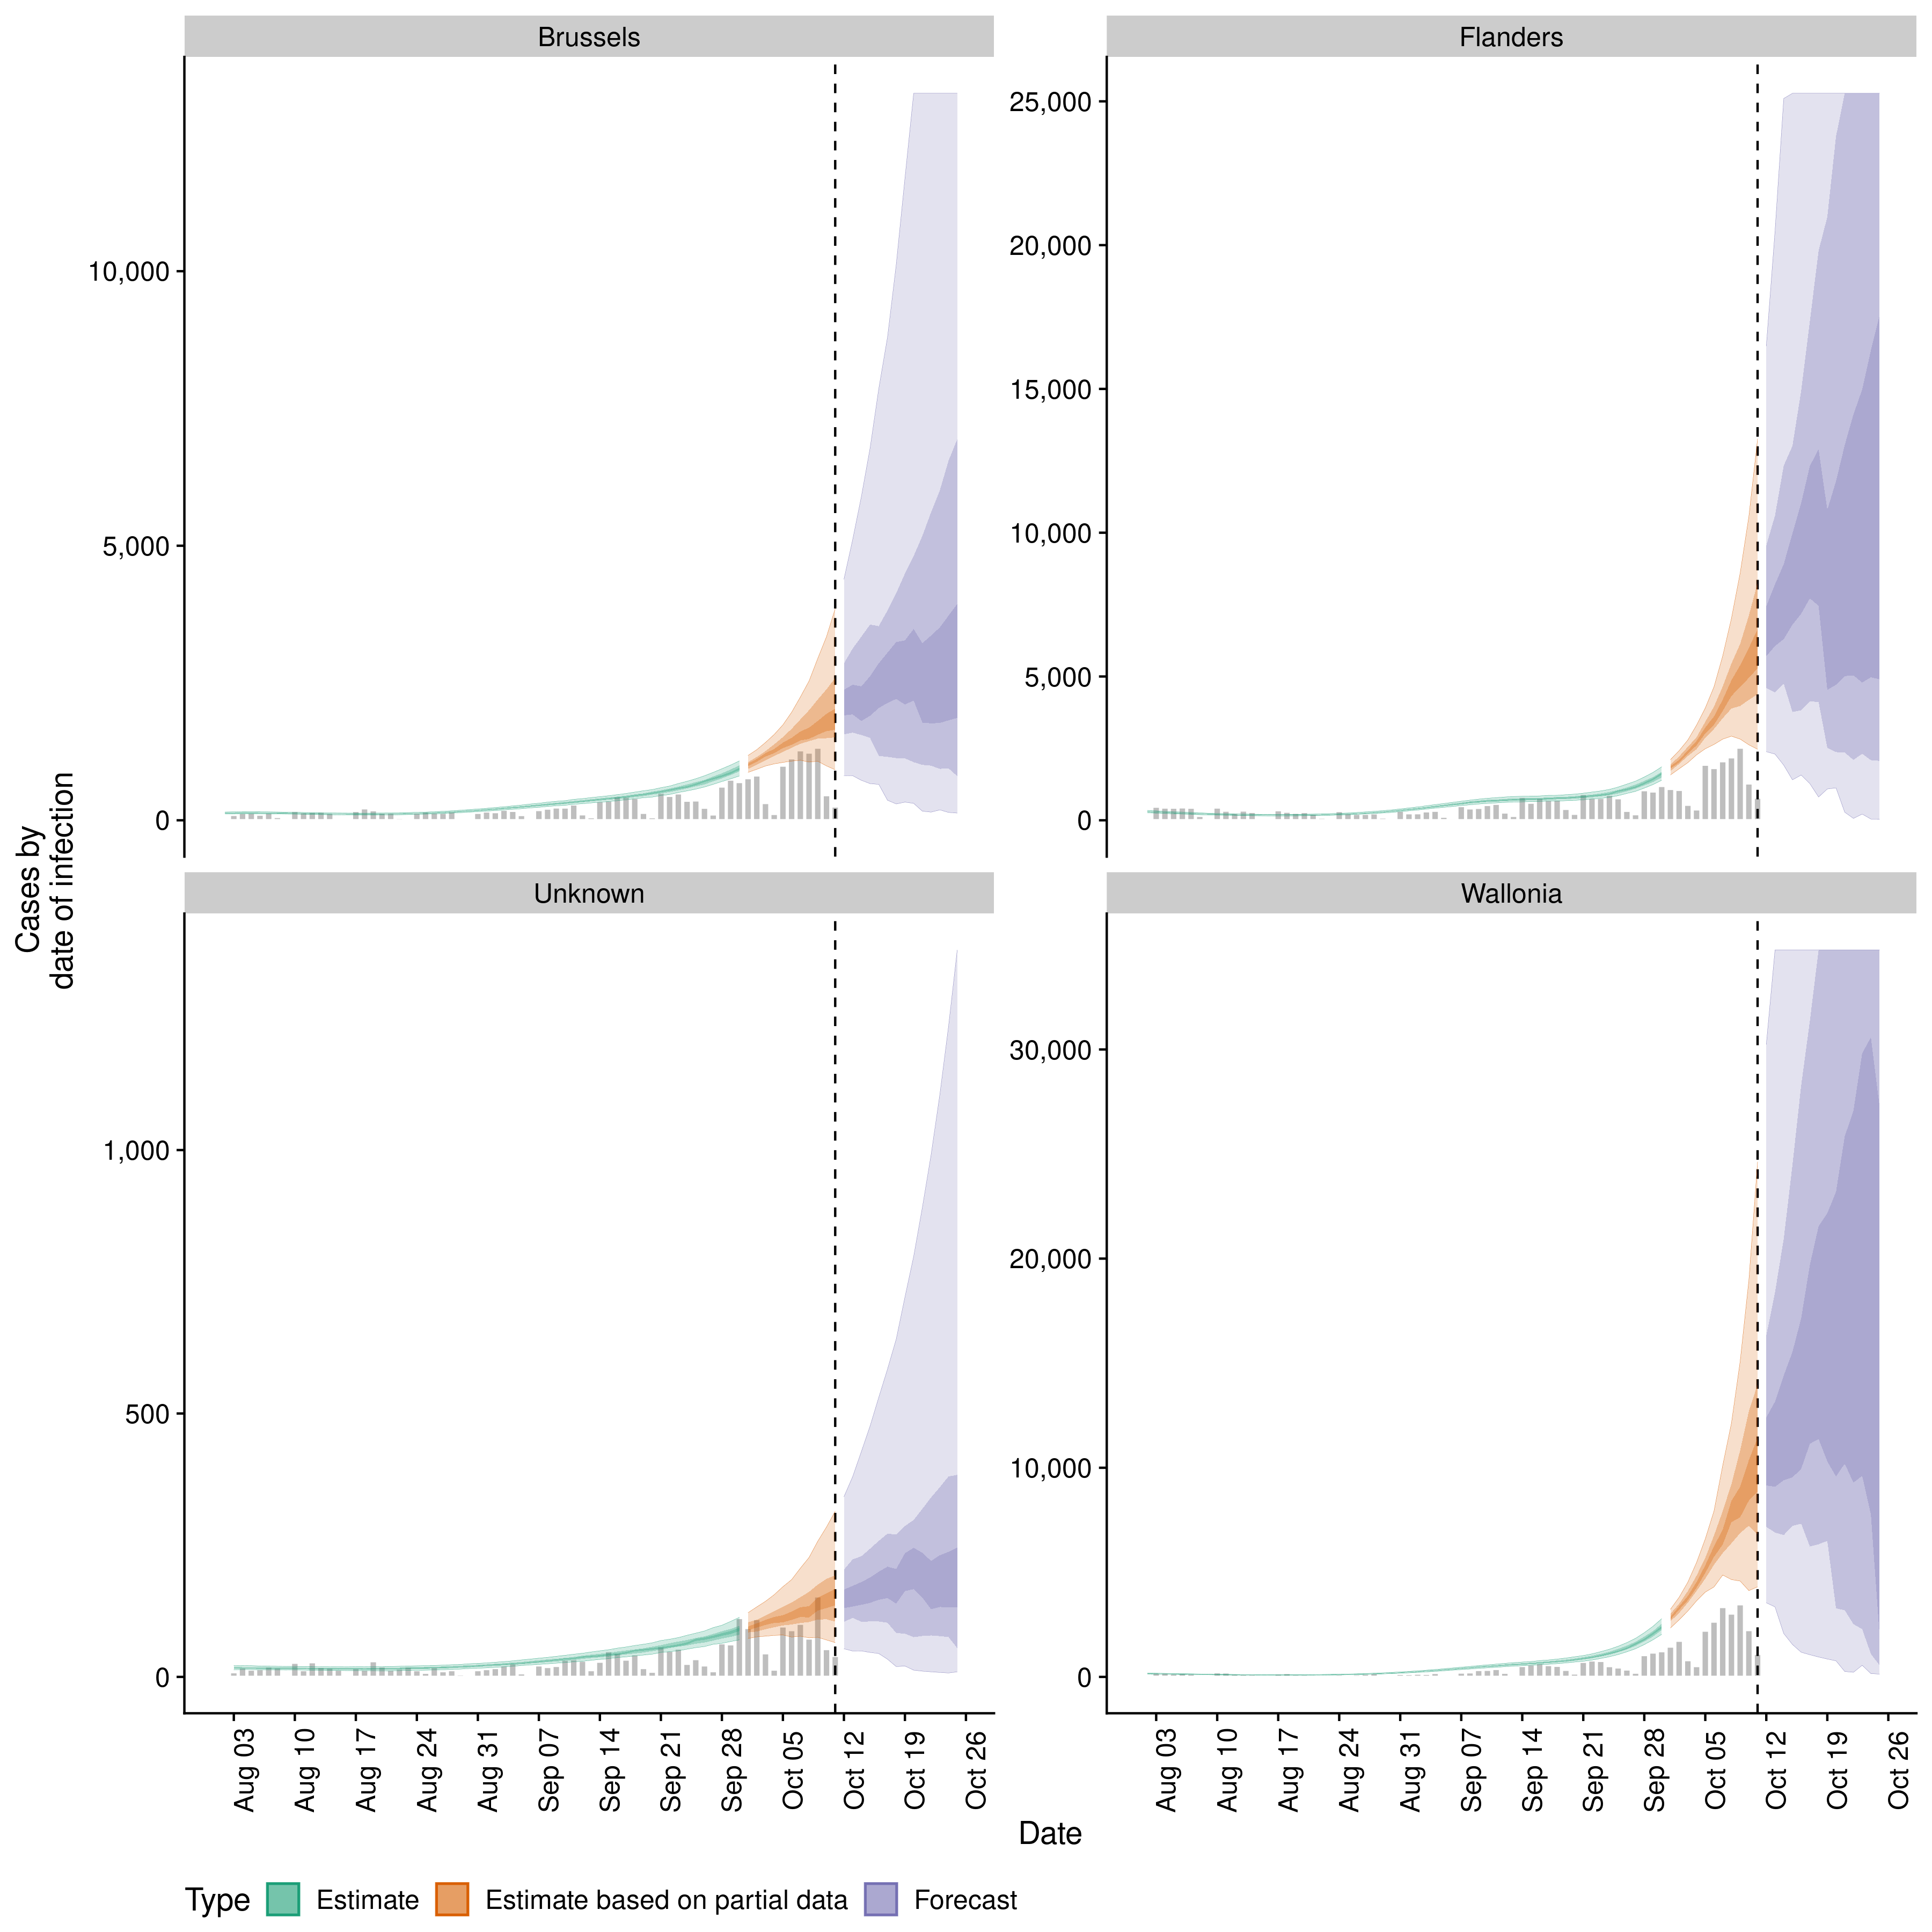 Brussels
Flanders
10,000
5,000
0
25,000
20,000
15,000
10,000
5,000
0
Unknown
Wallonia
1,000
500
0
30,000
20,000
10,000
0
Cases by
date of infection
Aug 03
Aug 10
Aug 17
Aug 24
Aug 31
Sep 07
Sep 14
Sep 21
Sep 28
Oct 05
Oct 12
Oct 19
Oct 26
Aug 03
Aug 10
Aug 17
Aug 24
Aug 31
Sep 07
Sep 14
Sep 21
Sep 28
Oct 05
Oct 12
Oct 19
Oct 26
Date
Type Estimate Estimate based on partial data Forecast